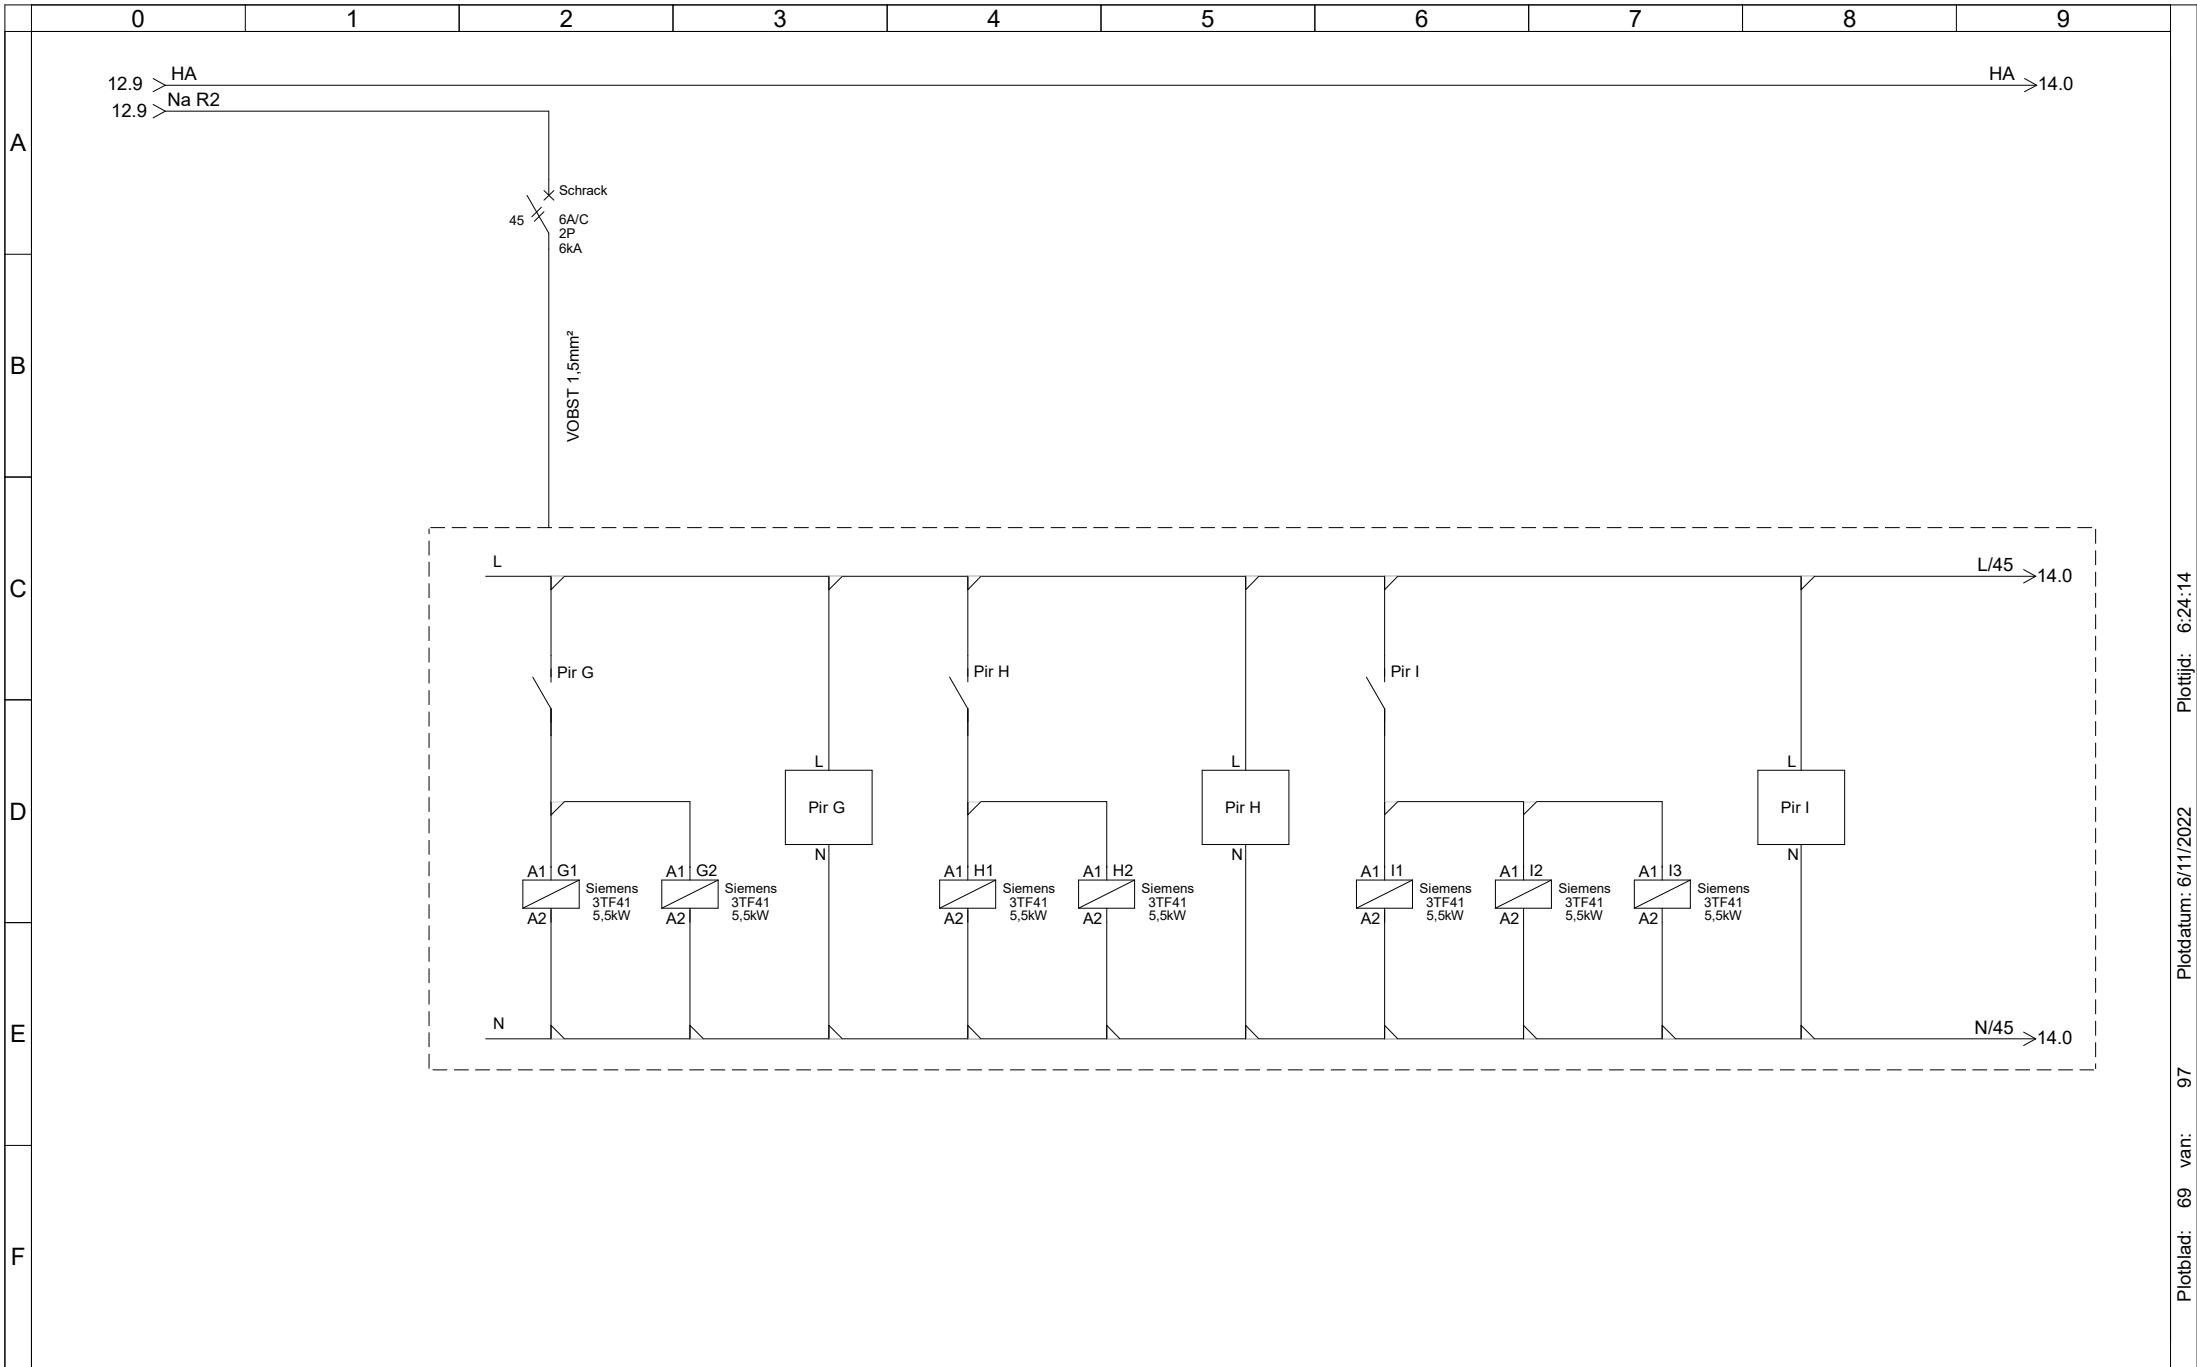 0 1 2 3 4 5 6 7 8 9
12.9 HA HA 14.0
12.9 Na R2
A
Schrack
45 6A/C
2P
6kA
B
VOBST 1,5mm²
C
L L/45 14.0
Pir G Pir H Pir I
D
L L L
Pir G Pir H Pir I
N N N
A1 G1 A1 G2 A1 H1 A1 H2 A1 I1 A1 I2 A1 I3
Siemens Siemens Siemens Siemens Siemens Siemens Siemens
3TF41 3TF41 3TF41 3TF41 3TF41 3TF41 3TF41
5,5kW 5,5kW 5,5kW 5,5kW 5,5kW 5,5kW 5,5kW
A2 A2 A2 A2 A2 A2 A2
E
N N/45 14.0
F
Plotblad: 69 van: 97 Plotdatum: 6/11/2022 Plottijd: 6:24:14